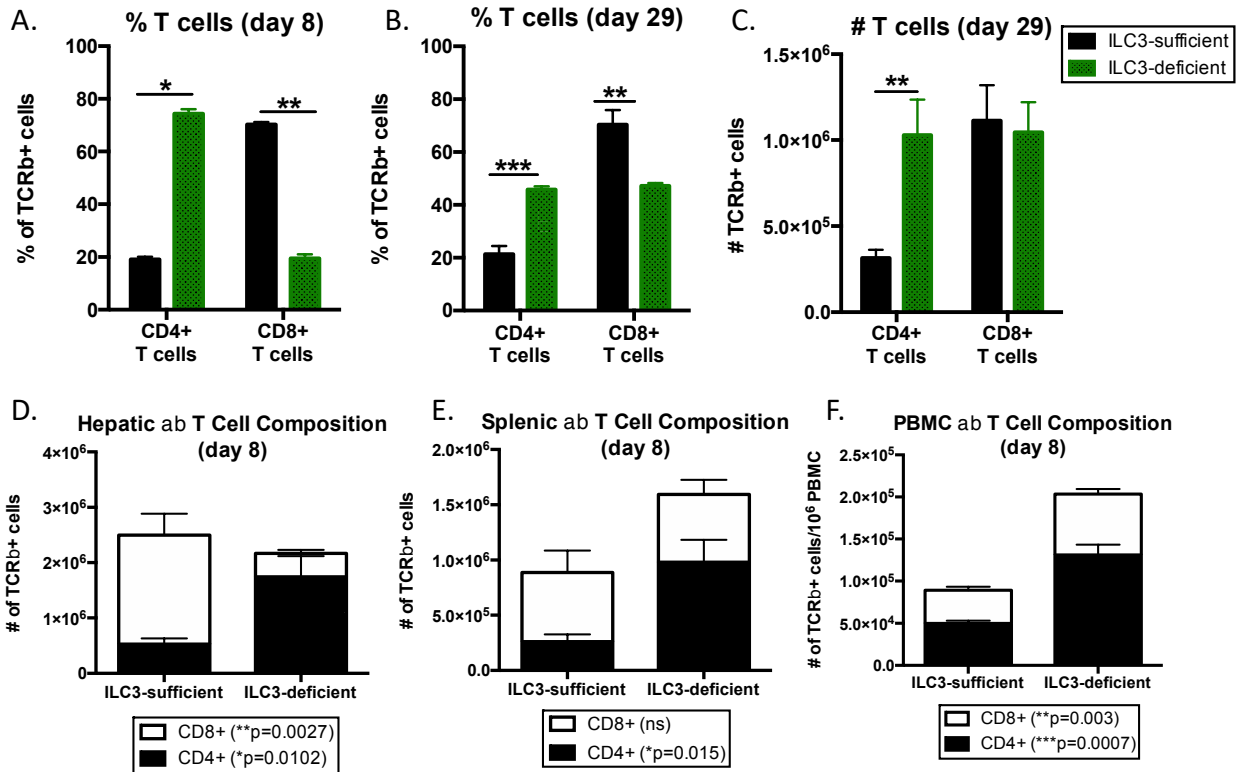 A.
% T cells (day 8)
% of TCRb+ cells
100
80
60
40
20
0
*
**
CD4+
T cells
CD8+
T cells
B.
% T cells (day 29)
% of TCRb+ cells
100
80
60
40
20
0
***
**
CD4+
T cells
CD8+
T cells
C.
# T cells (day 29)
# TCRb+ cells
1.5×10⁶
1.0×10⁶
5.0×10⁵
0.0
**
CD4+
T cells
CD8+
T cells
ILC3-sufficient
ILC3-deficient
D.
Hepatic ab T Cell Composition
(day 8)
# of TCRb+ cells
4×10⁶
3×10⁶
2×10⁶
1×10⁶
0
ILC3-sufficient
ILC3-deficient
CD8+ (**p=0.0027)
CD4+ (*p=0.0102)
E.
Splenic ab T Cell Composition
(day 8)
# of TCRb+ cells
2.0×10⁶
1.5×10⁶
1.0×10⁶
5.0×10⁵
0.0
ILC3-sufficient
ILC3-deficient
CD8+ (ns)
CD4+ (*p=0.015)
F.
PBMC ab T Cell Composition
(day 8)
# of TCRb+ cells/10⁶ PBMC
2.5×10⁵
2.0×10⁵
1.5×10⁵
1.0×10⁵
5.0×10⁴
0.0
ILC3-sufficient
ILC3-deficient
CD8+ (**p=0.003)
CD4+ (***p=0.0007)